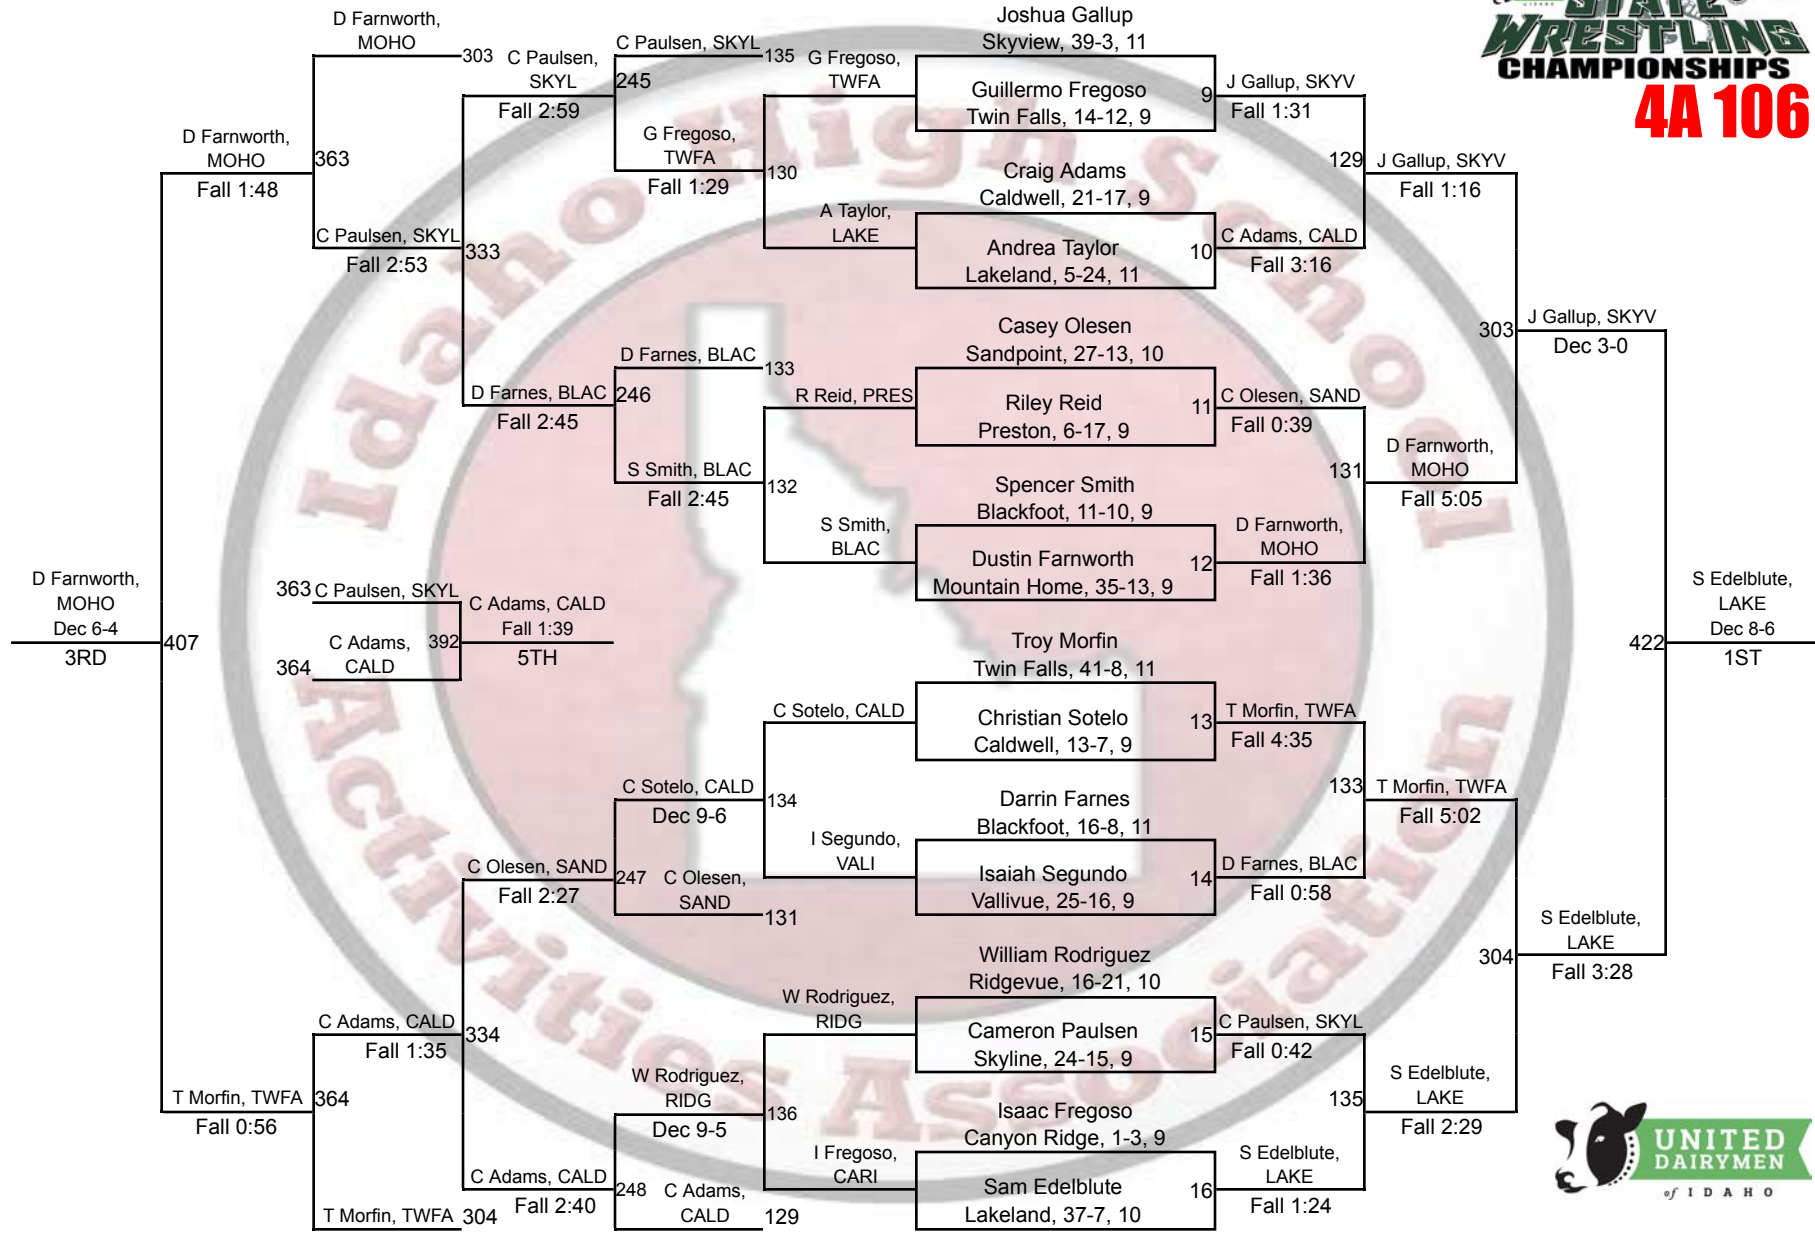 STATE
WRESTLING
CHAMPIONSHIPS
4A 106
Idaho High School
Activities Association
D Farnworth,
MOHO
303
C Paulsen,
SKYL
Fall 2:59
C Paulsen, SKYL
135
245
G Fregoso,
TWFA
Fall 1:29
130
G Fregoso,
TWFA
A Taylor,
LAKE
D Farnworth,
MOHO
Fall 1:48
363
C Paulsen, SKYL
Fall 2:53
333
D Farnes, BLAC
Fall 2:45
246
D Farnes, BLAC
133
S Smith, BLAC
Fall 2:45
132
R Reid, PRES
S Smith,
BLAC
Joshua Gallup
Skyview, 39-3, 11
Guillermo Fregoso
Twin Falls, 14-12, 9
9
J Gallup, SKYV
Fall 1:31
Craig Adams
Caldwell, 21-17, 9
Andrea Taylor
Lakeland, 5-24, 11
10
C Adams, CALD
Fall 3:16
129
J Gallup, SKYV
Fall 1:16
Casey Olesen
Sandpoint, 27-13, 10
Riley Reid
Preston, 6-17, 9
11
C Olesen, SAND
Fall 0:39
Spencer Smith
Blackfoot, 11-10, 9
Dustin Farnworth
Mountain Home, 35-13, 9
12
D Farnworth,
MOHO
Fall 1:36
131
D Farnworth,
MOHO
Fall 5:05
303
J Gallup, SKYV
Dec 3-0
D Farnworth,
MOHO
Dec 6-4
3RD
407
363
C Paulsen, SKYL
C Adams,
CALD
364
392
C Adams, CALD
Fall 1:39
5TH
422
S Edelblute,
LAKE
Dec 8-6
1ST
Troy Morfin
Twin Falls, 41-8, 11
Christian Sotelo
Caldwell, 13-7, 9
13
T Morfin, TWFA
Fall 4:35
Darrin Farnes
Blackfoot, 16-8, 11
Isaiah Segundo
Vallivue, 25-16, 9
14
D Farnes, BLAC
Fall 0:58
133
T Morfin, TWFA
Fall 5:02
William Rodriguez
Ridgevue, 16-21, 10
Cameron Paulsen
Skyline, 24-15, 9
15
C Paulsen, SKYL
Fall 0:42
Isaac Fregoso
Canyon Ridge, 1-3, 9
Sam Edelblute
Lakeland, 37-7, 10
16
S Edelblute,
LAKE
Fall 1:24
135
S Edelblute,
LAKE
Fall 2:29
304
S Edelblute,
LAKE
Fall 3:28
C Sotelo, CALD
C Sotelo, CALD
Dec 9-6
134
I Segundo,
VALI
C Olesen, SAND
Fall 2:27
247
C Olesen,
SAND
131
C Adams, CALD
Fall 1:35
334
W Rodriguez,
RIDG
W Rodriguez,
RIDG
Dec 9-5
136
I Fregoso,
CARI
T Morfin, TWFA
Fall 0:56
364
C Adams, CALD
Fall 2:40
248
C Adams,
CALD
129
T Morfin, TWFA
304
UNITED
DAIRYMEN
of IDAHO